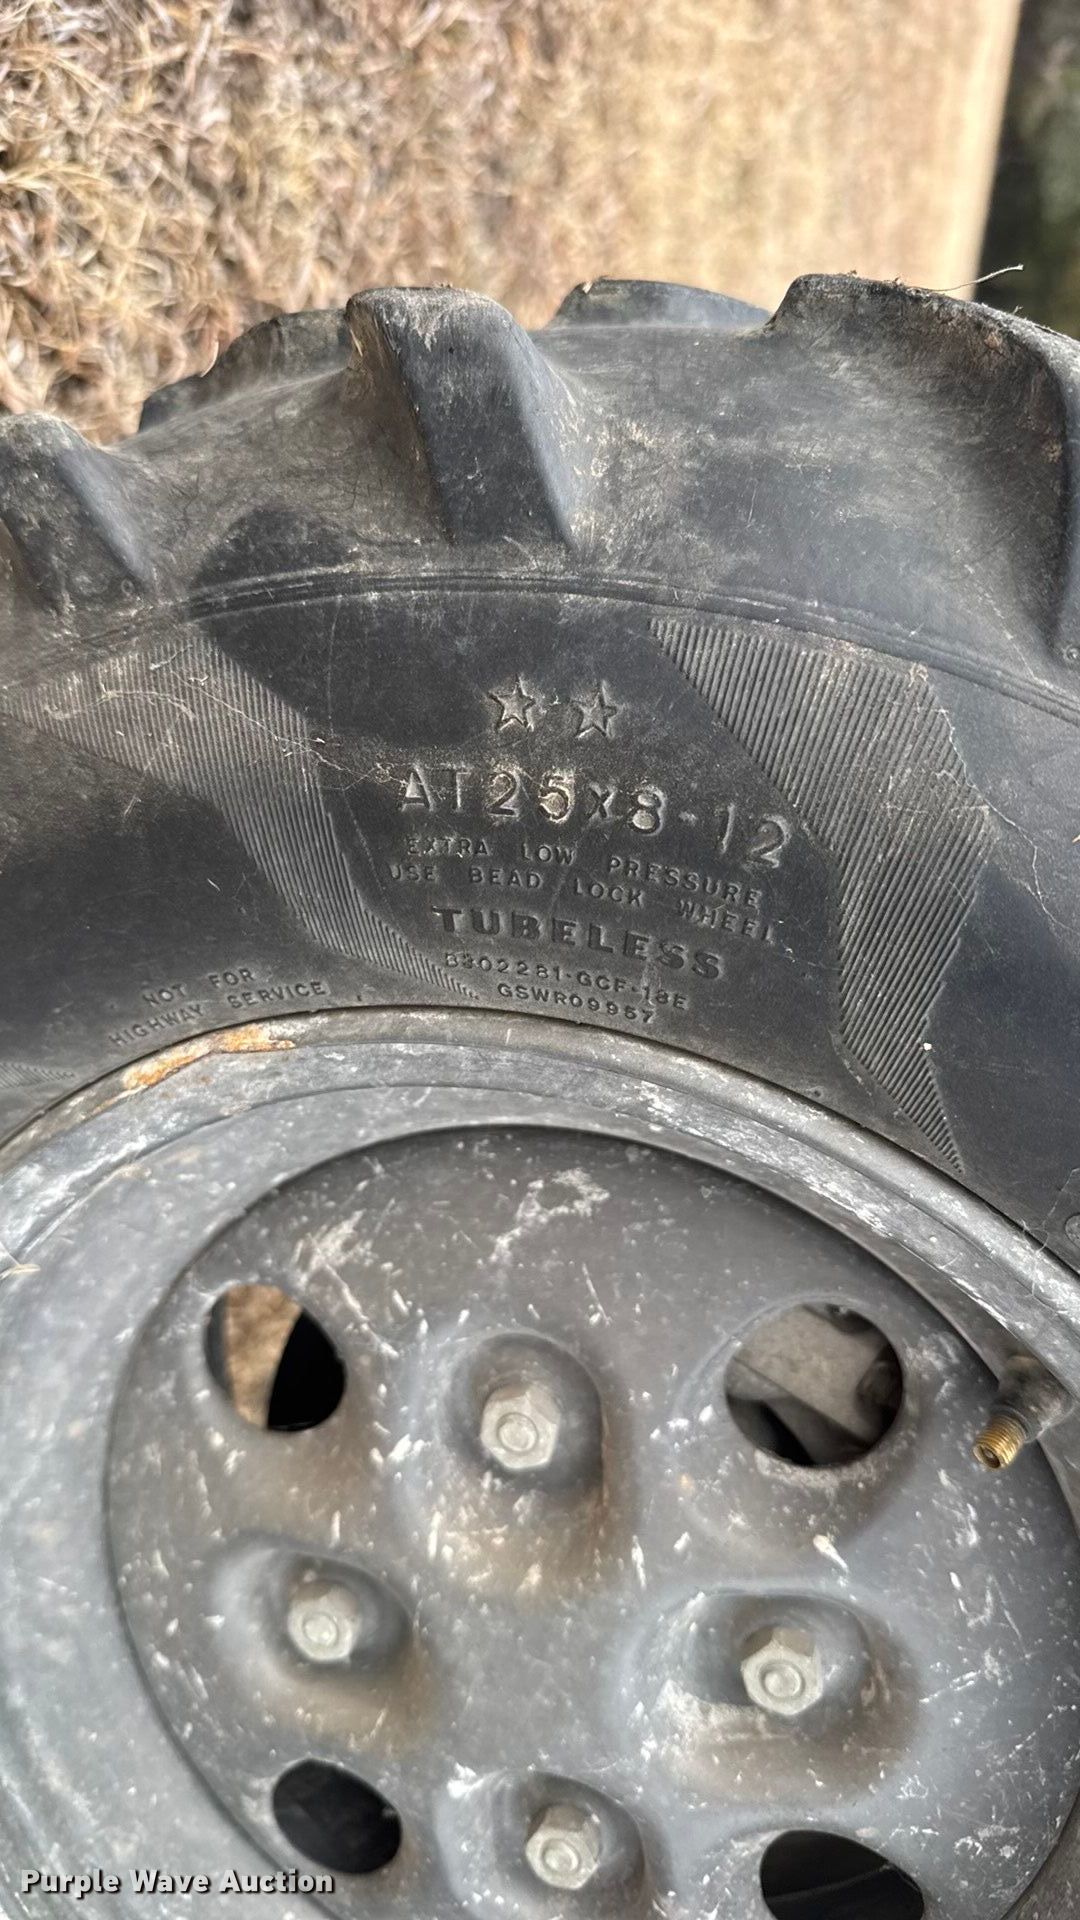 AT25x8-12
EXTRA LOW PRESSURE
USE BEAD LOCK WHEEL
TUBELESS
B302281-GCF-18E
GSWR09957
NOT FOR
HIGHWAY SERVICE
Purple Wave Auction